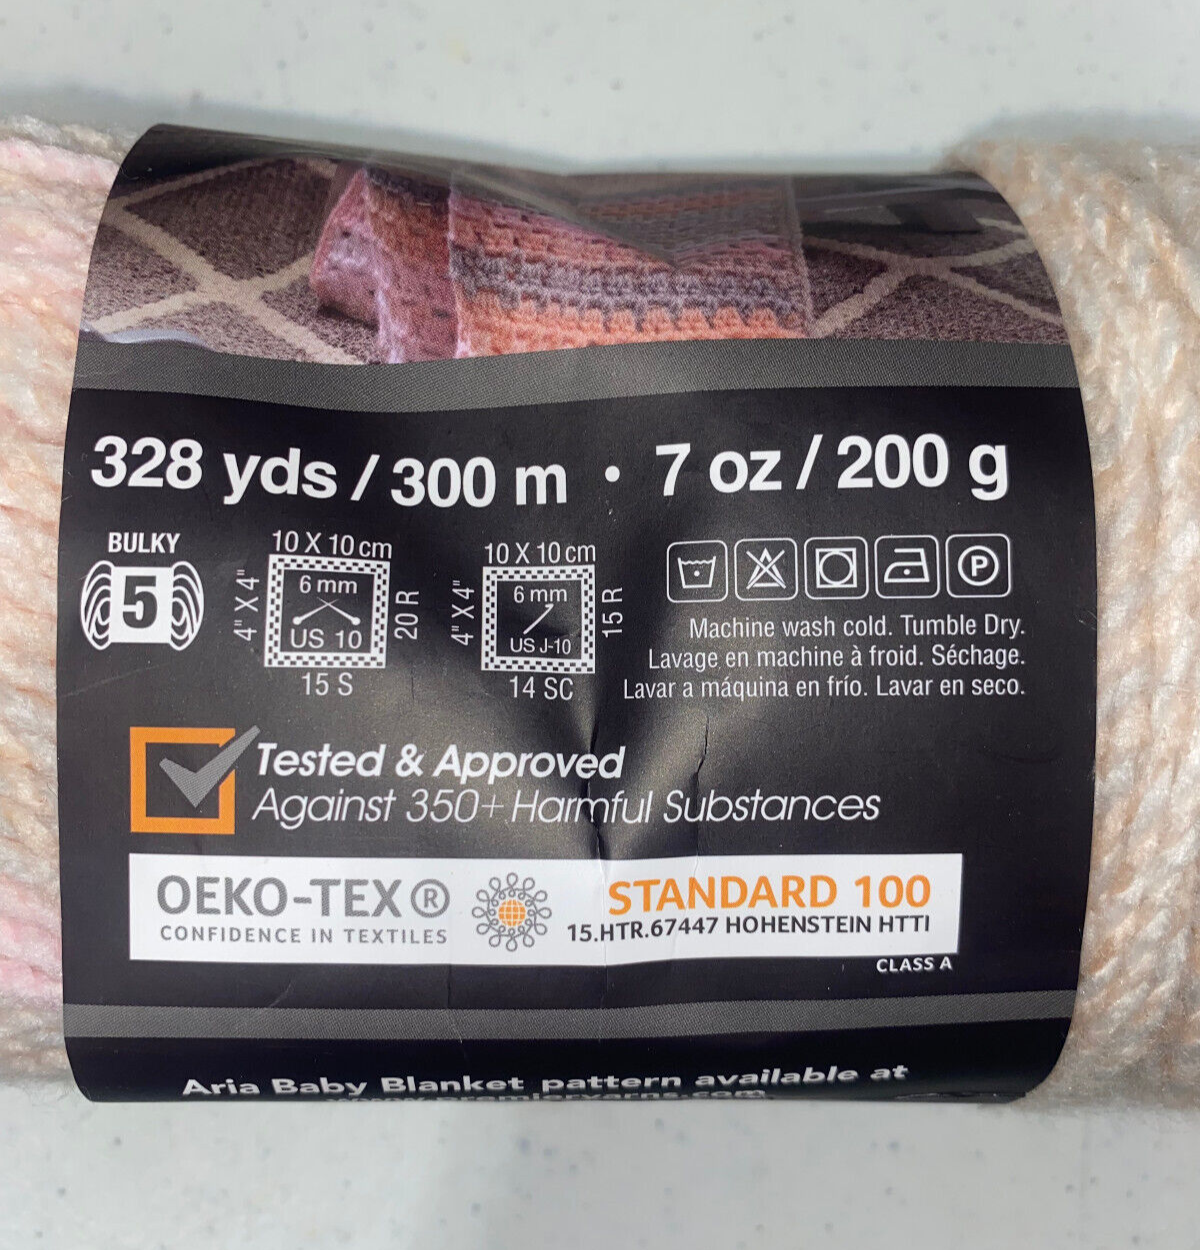 328 yds / 300 m • 7 oz / 200 g
BULKY
5
10 X 10 cm
4" X 4"
6 mm
US 10
20 R
15 S
10 X 10 cm
4" X 4"
6 mm
US J-10
15 R
14 SC
P
Machine wash cold. Tumble Dry.
Lavage en machine à froid. Séchage.
Lavar a máquina en frío. Lavar en seco.
Tested & Approved
Against 350+ Harmful Substances
OEKO-TEX®
CONFIDENCE IN TEXTILES
STANDARD 100
15.HTR.67447 HOHENSTEIN HTTI
CLASS A
Aria Baby Blanket pattern available at
www.premieryarns.com